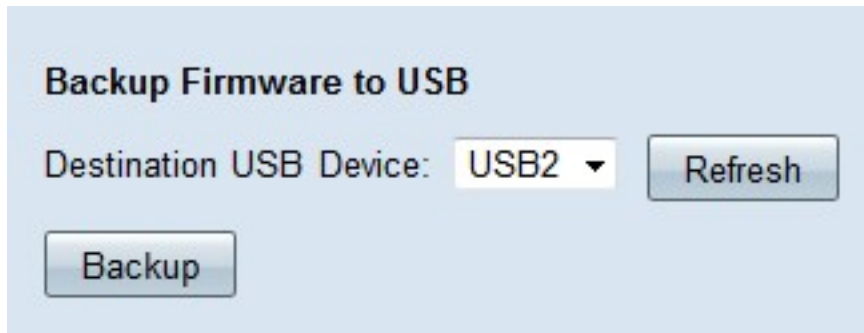 Backup Firmware to USB
Destination USB Device: USB2 Refresh
Backup